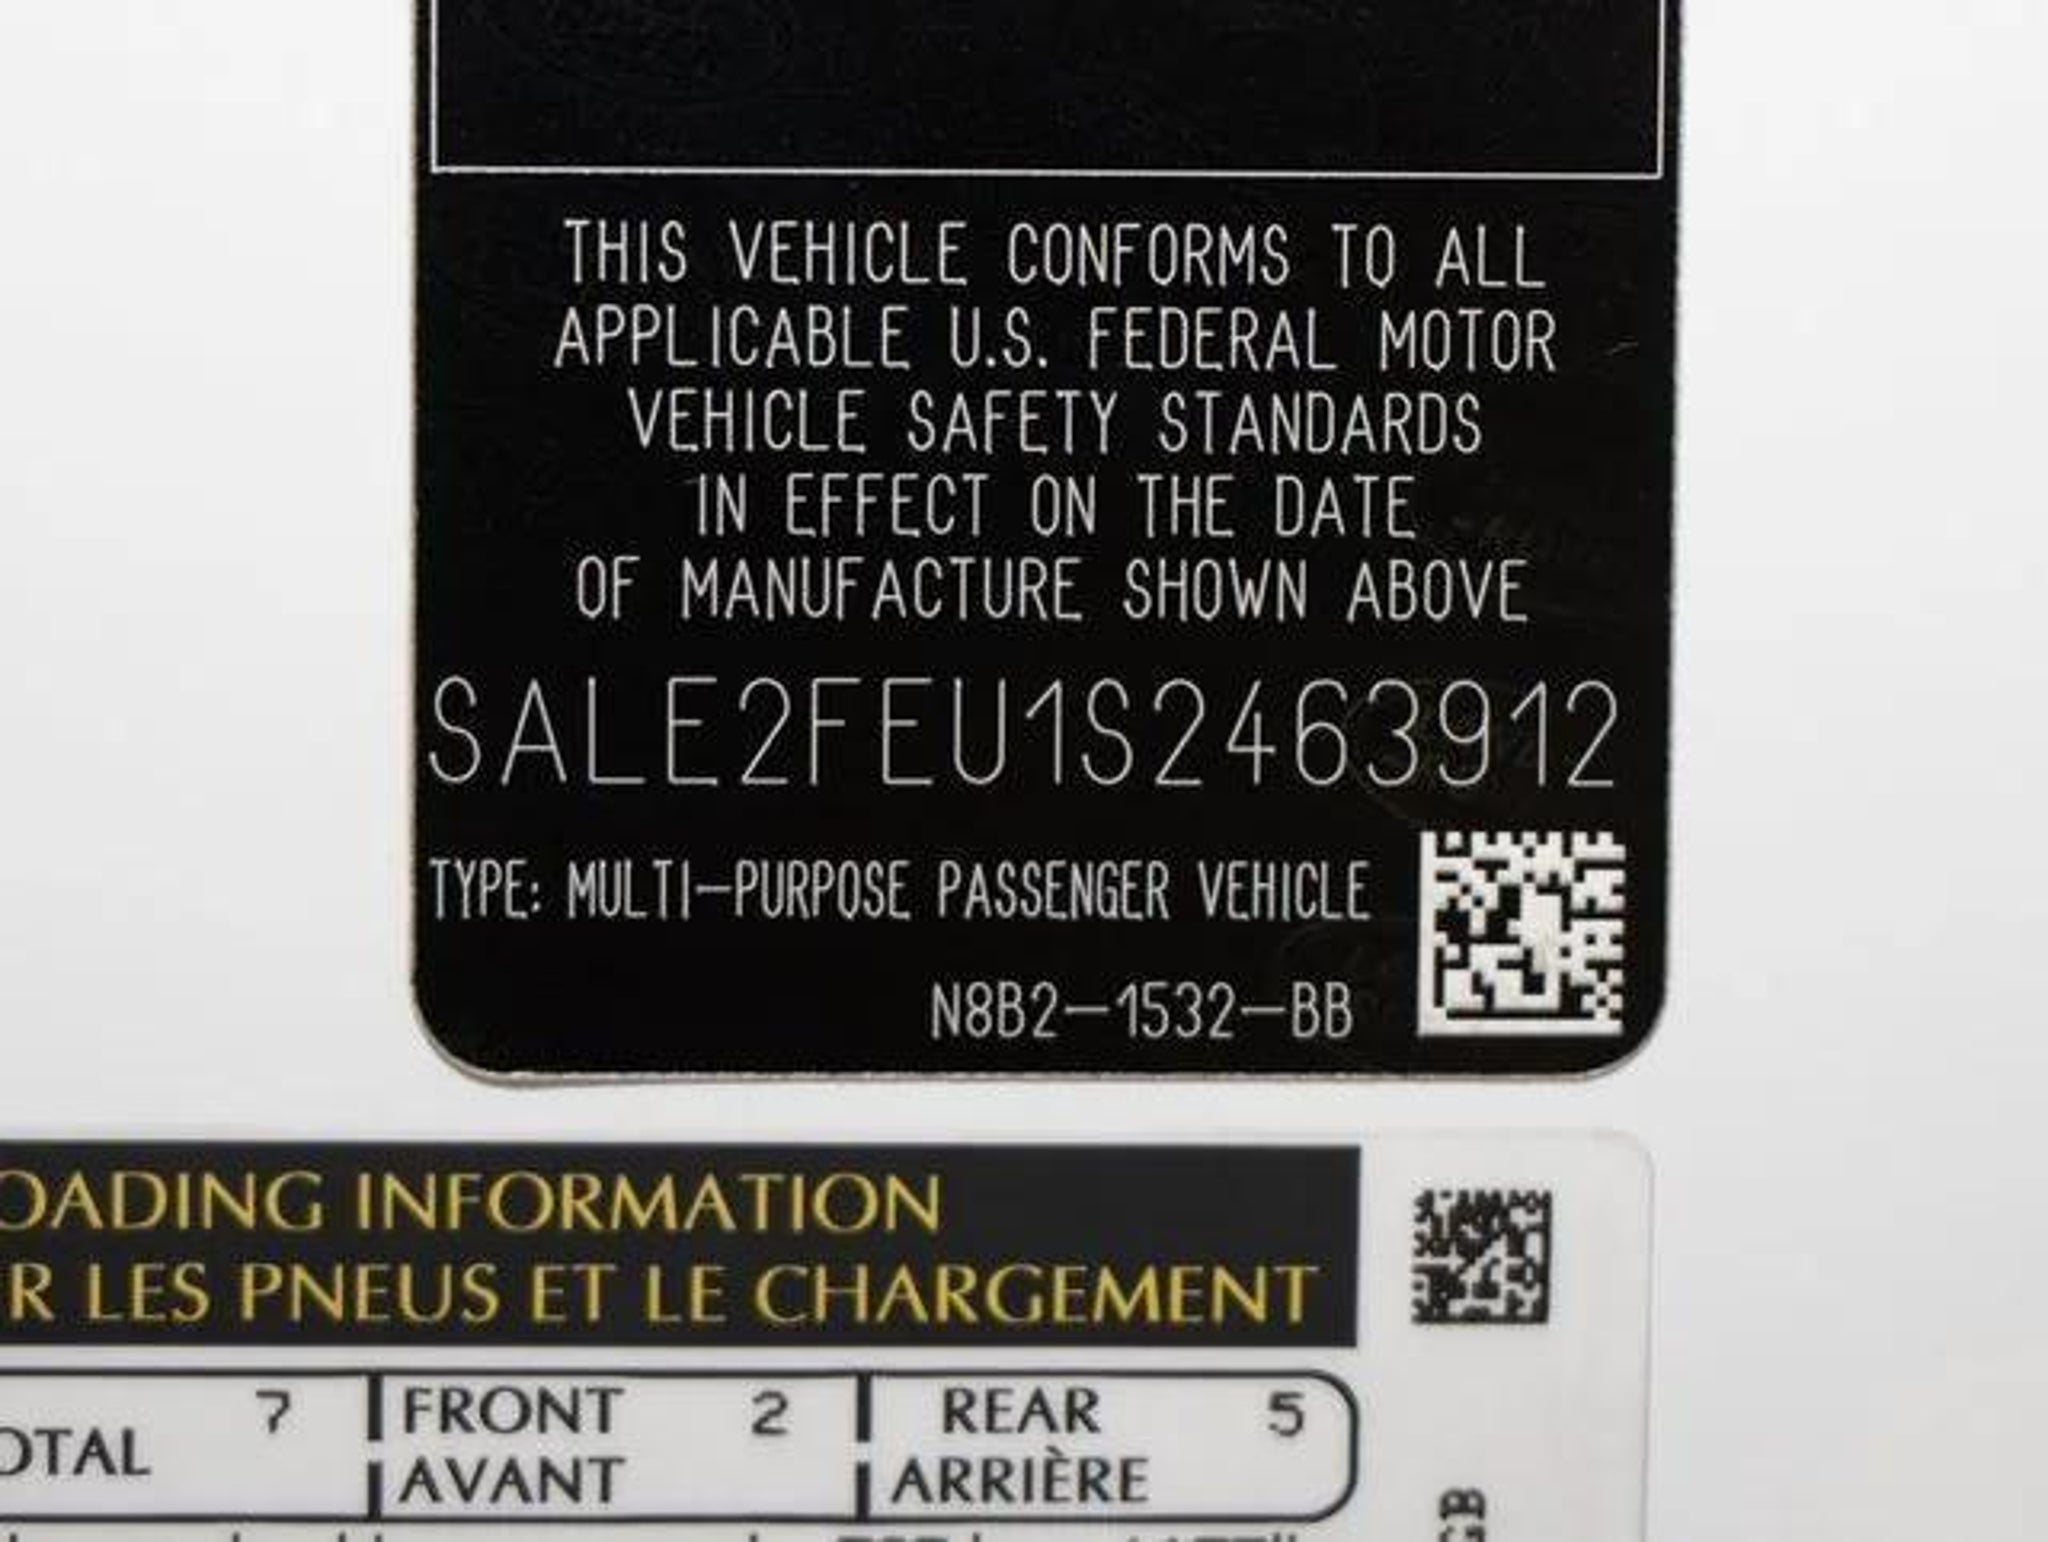 THIS VEHICLE CONFORMS TO ALL
APPLICABLE U.S. FEDERAL MOTOR
VEHICLE SAFETY STANDARDS
IN EFFECT ON THE DATE
OF MANUFACTURE SHOWN ABOVE
SALE2FEU1S2463912
TYPE: MULTI-PURPOSE PASSENGER VEHICLE
N8B2-1532-BB
OADING INFORMATION
R LES PNEUS ET LE CHARGEMENT
OTAL 7 FRONT 2 REAR 5
AVANT ARRIÈRE
GB